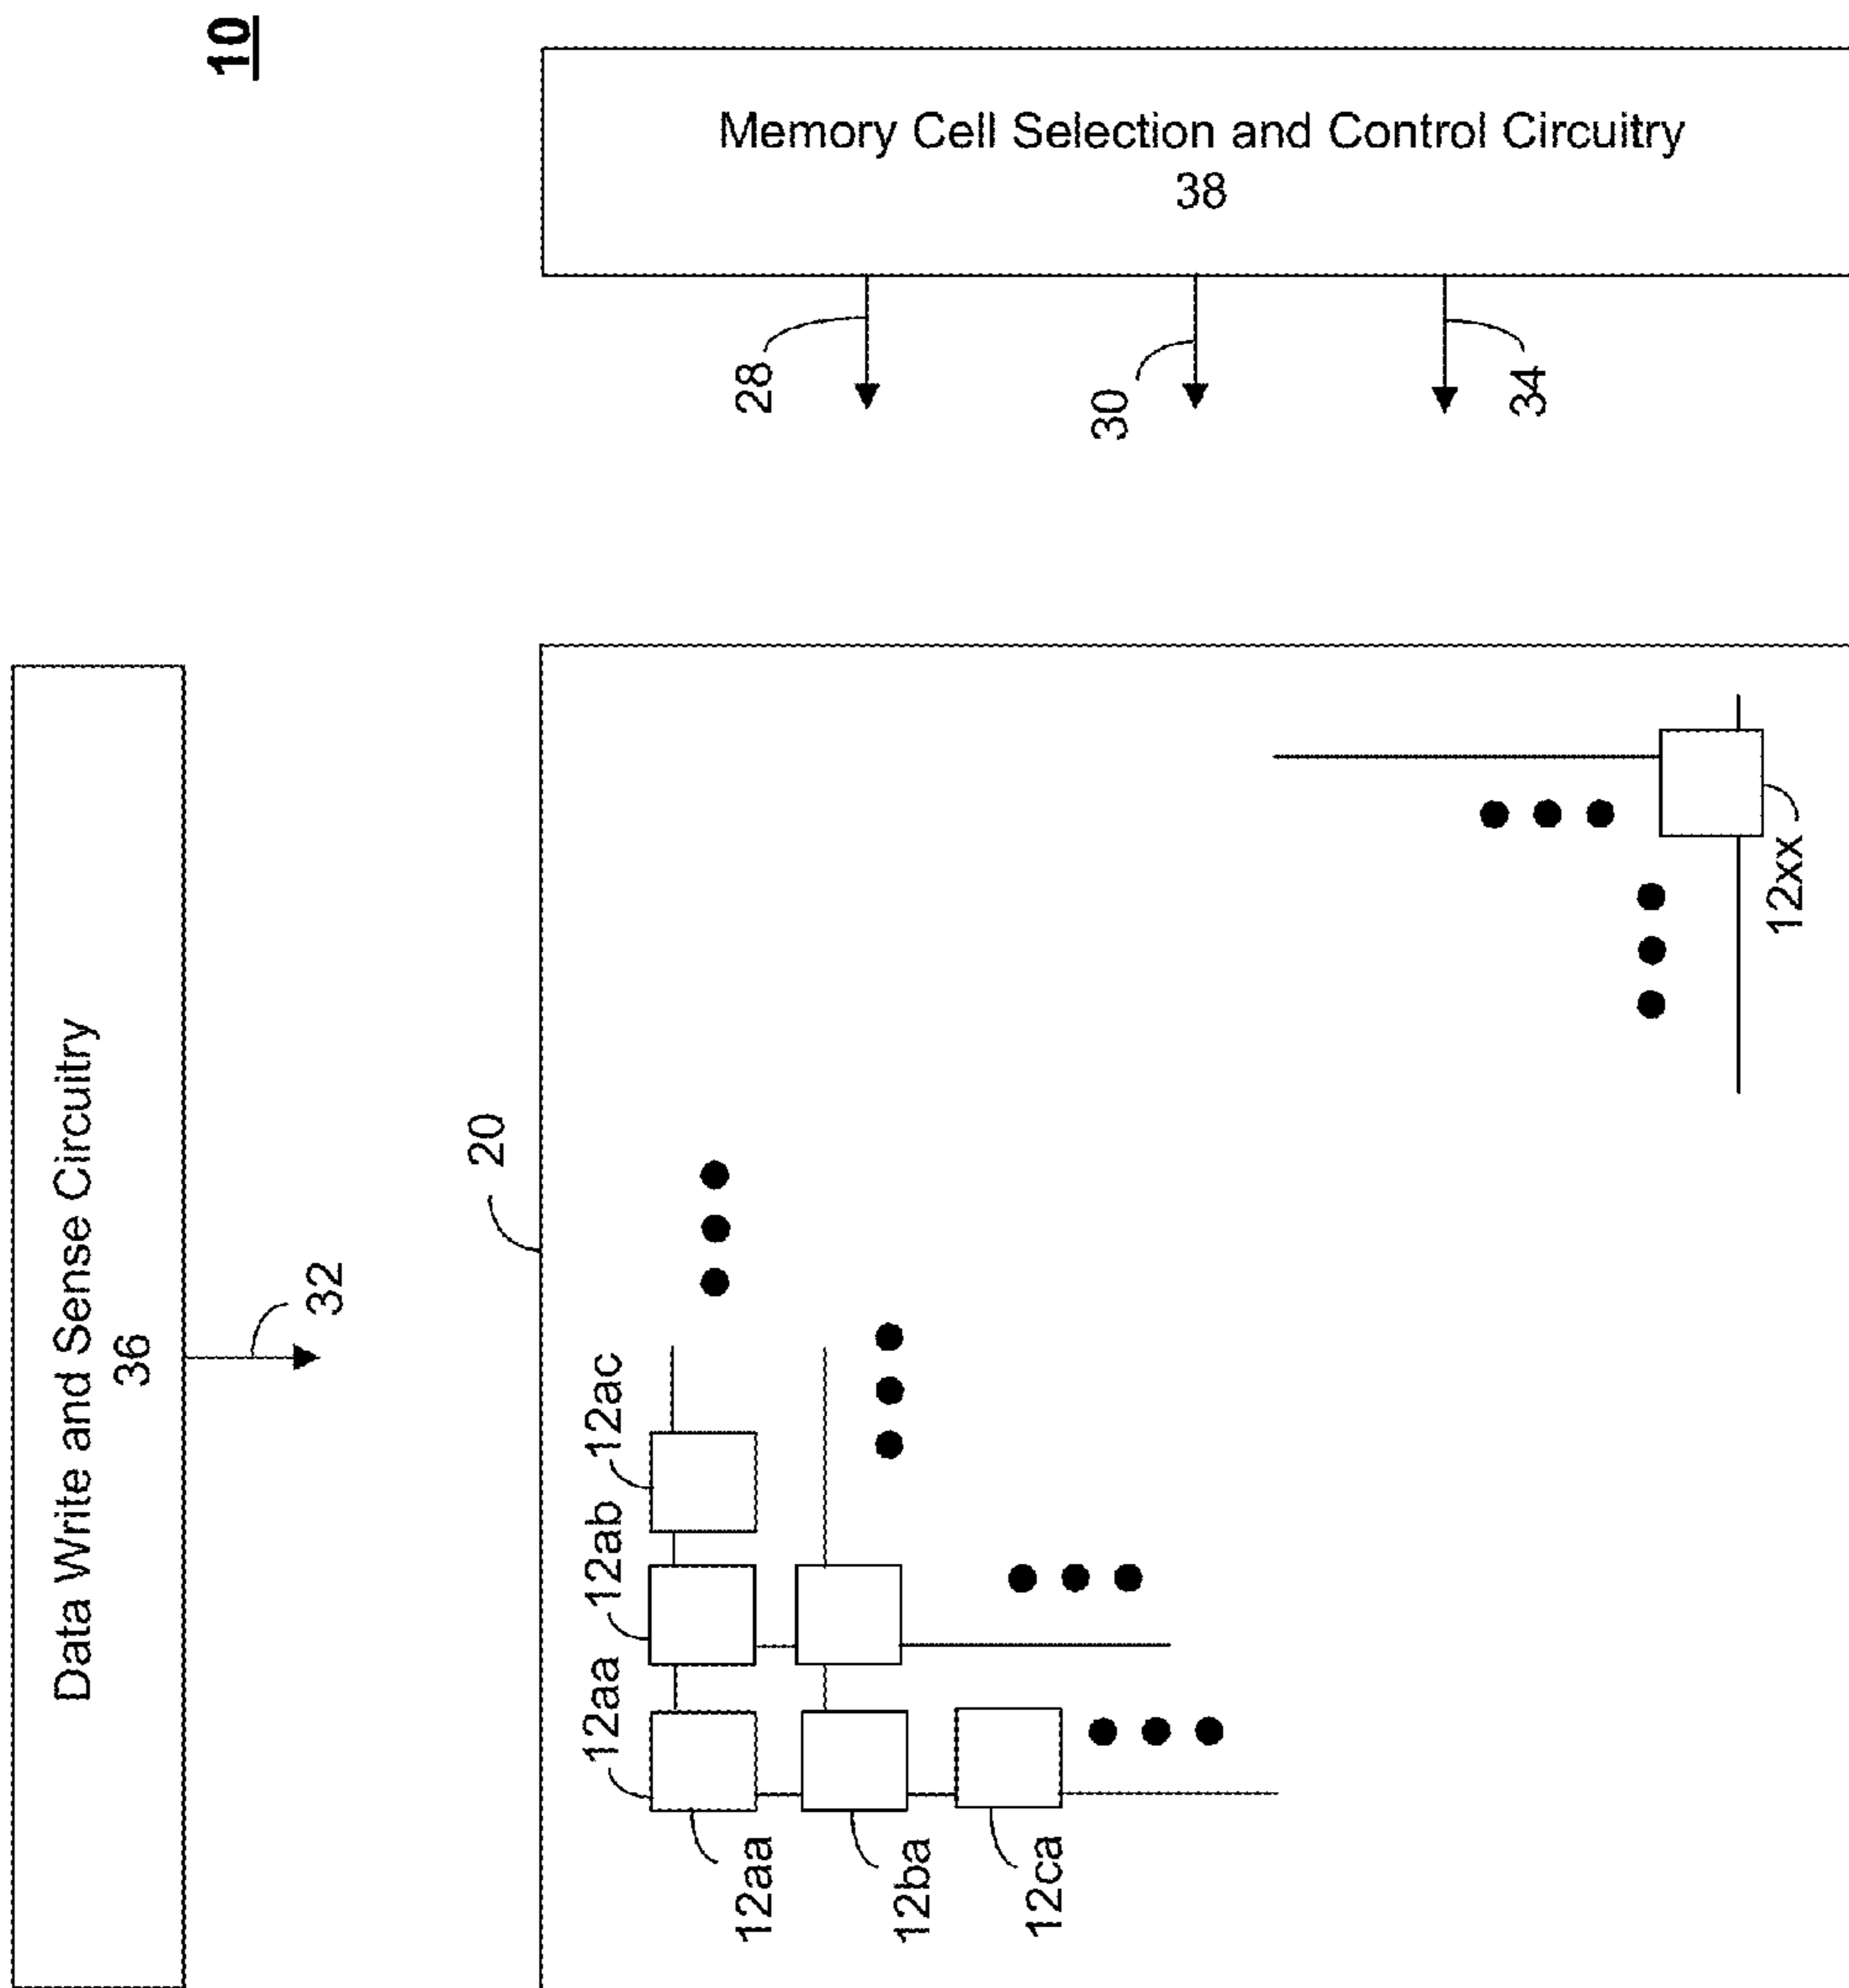 10
Data Write and Sense Circuitry
36
32
20
12aa
12ab
12ac
12aa
12ba
12ca
12xx
28
30
34
Memory Cell Selection and Control Circuitry
38